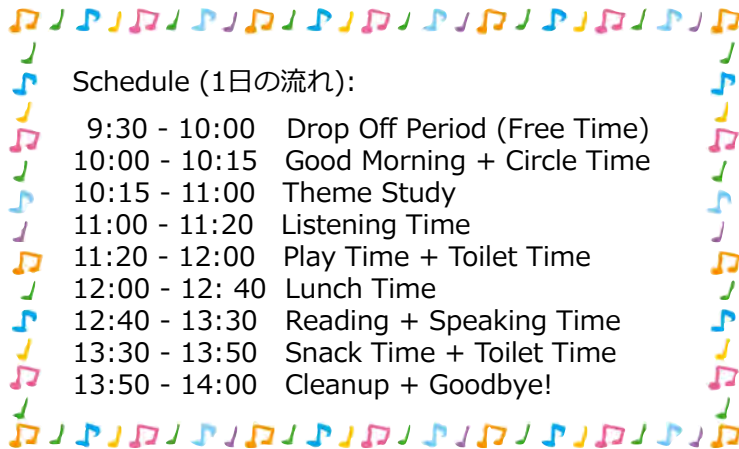 Schedule (1日の流れ):
9:30 - 10:00 Drop Off Period (Free Time)
10:00 - 10:15 Good Morning + Circle Time
10:15 - 11:00 Theme Study
11:00 - 11:20 Listening Time
11:20 - 12:00 Play Time + Toilet Time
12:00 - 12: 40 Lunch Time
12:40 - 13:30 Reading + Speaking Time
13:30 - 13:50 Snack Time + Toilet Time
13:50 - 14:00 Cleanup + Goodbye!